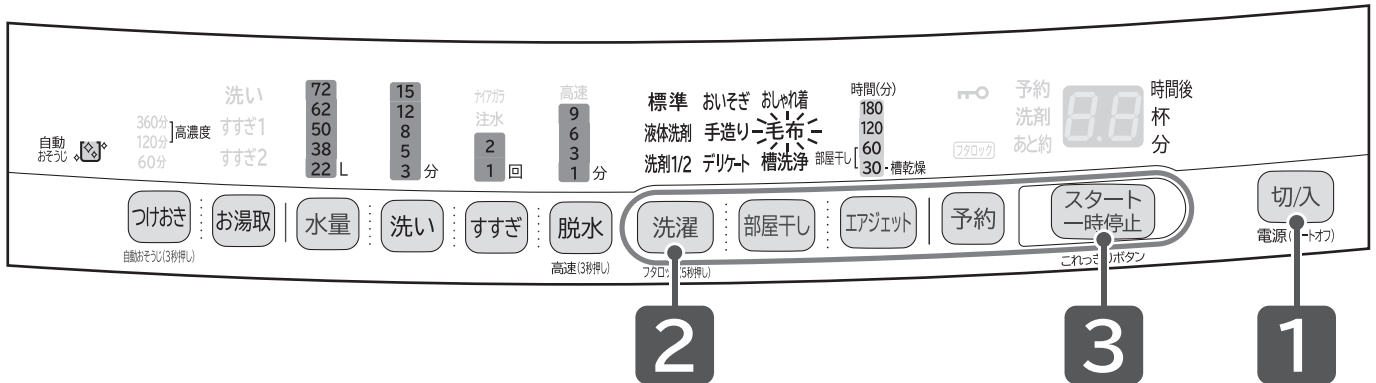 自動
おそうじ
360分
120分
60分
高濃度
洗い
すすぎ1
すすぎ2
72
62
50
38
22 L
15
12
8
5
3 分
ナイアガラ
注水
2
1 回
高速
9
6
3
1 分
標準 おいそぎ おしゃれ着
液体洗剤 手造り 毛布
洗剤1/2 デリケート 槽洗浄
部屋干し
時間(分)
180
120
60
30 - 槽乾燥
フタロック
予約
洗剤
あと約
8.8
時間後
杯
分
つけおき
自動おそうじ(3秒押し)
お湯取
水量
洗い
すすぎ
脱水
高速(3秒押し)
洗濯
部屋干し
エアジェット
予約
スタート
一時停止
切/入
2
3
1